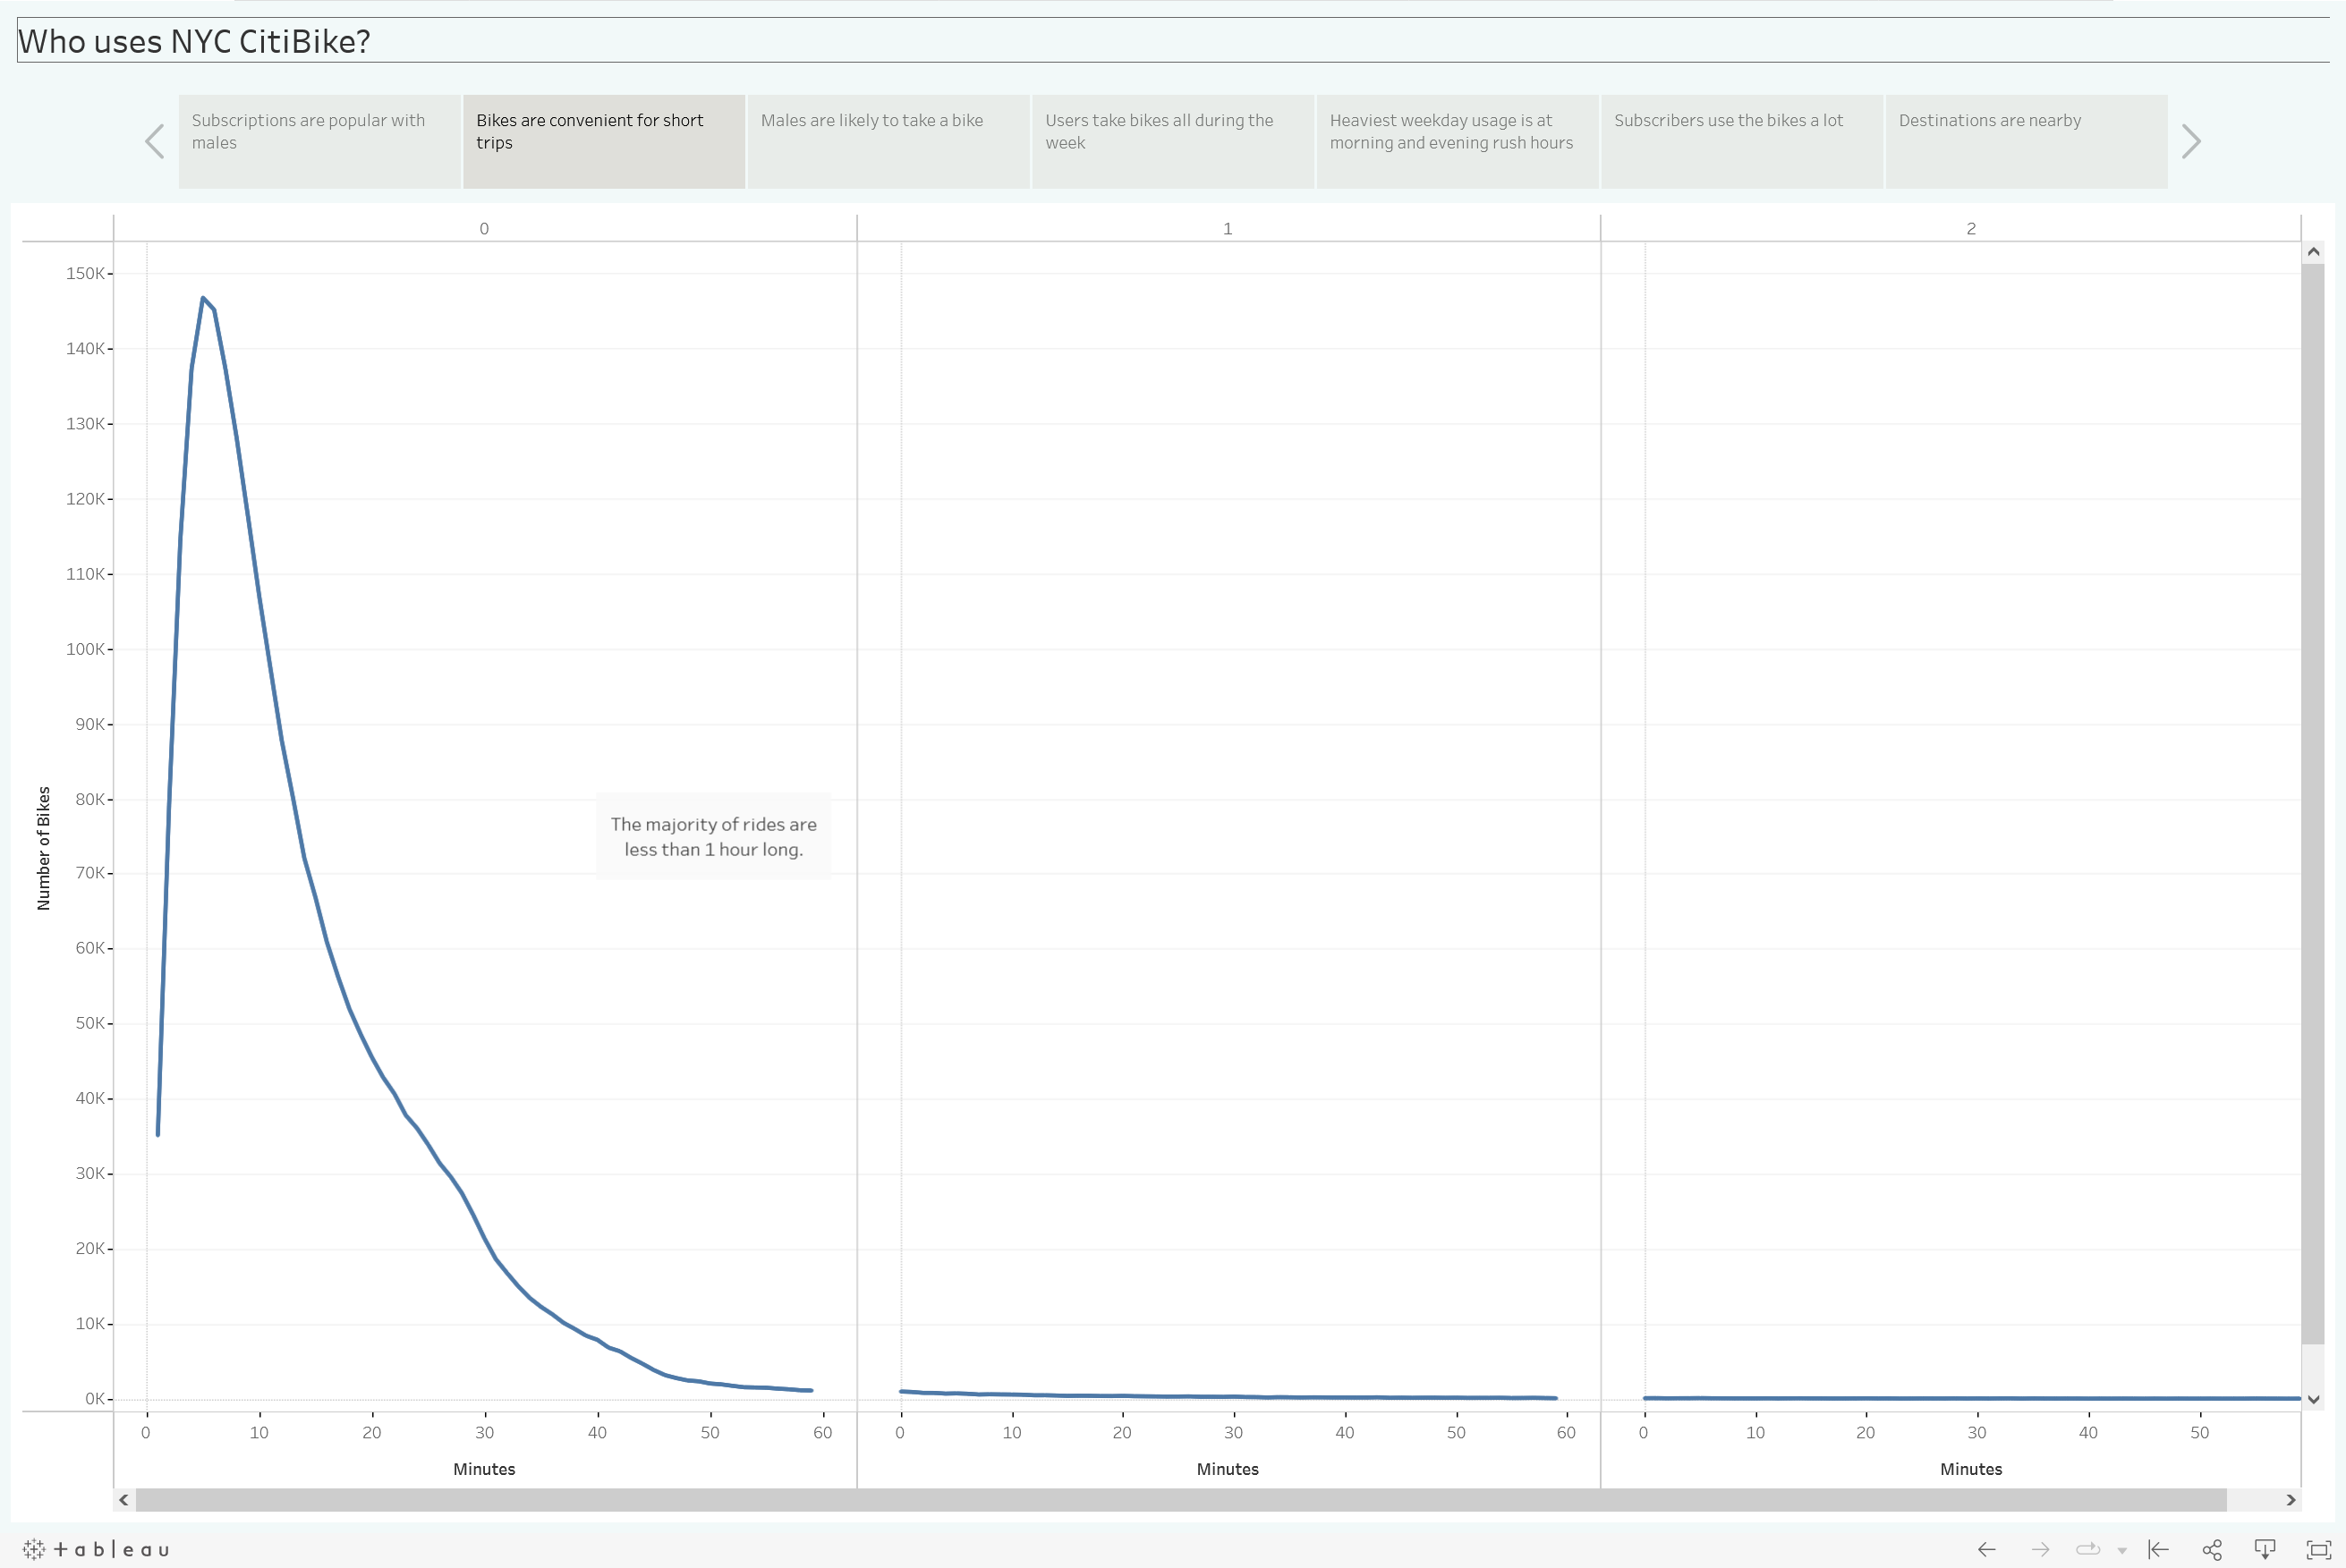 Who uses NYC CitiBike?
Subscriptions are popular with
males
Bikes are convenient for short
trips
Males are likely to take a bike
Users take bikes all during the
week
Heaviest weekday usage is at
morning and evening rush hours
Subscribers use the bikes a lot
Destinations are nearby
0 1 2
150K
140K
130K
120K
110K
100K
90K
80K
70K
60K
50K
40K
30K
20K
10K
0K
Number of Bikes
The majority of rides are
less than 1 hour long.
0 10 20 30 40 50 60 0 10 20 30 40 50 60 0 10 20 30 40 50
Minutes Minutes Minutes
+ableau